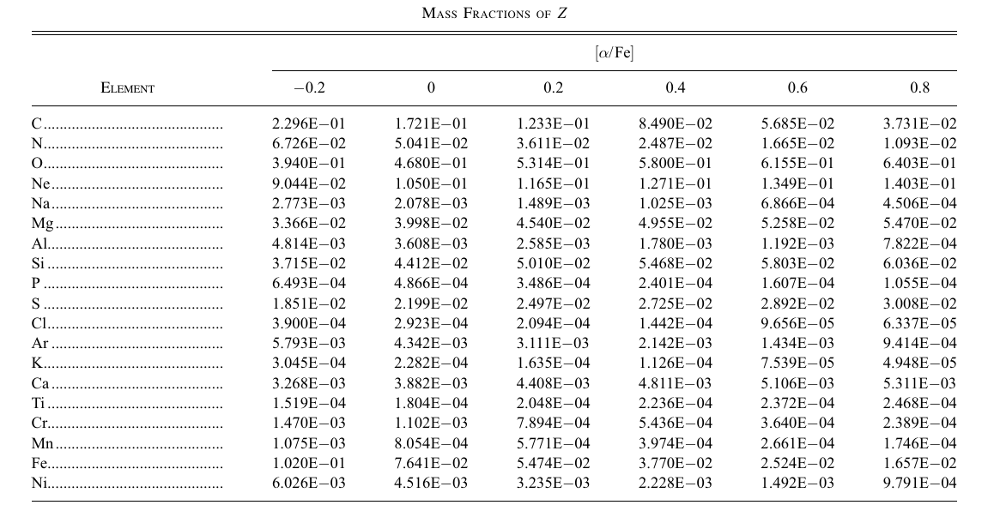 MASS FRACTIONS OF Z
[α/Fe]
ELEMENT −0.2 0 0.2 0.4 0.6 0.8
C............................................. 2.296E−01 1.721E−01 1.233E−01 8.490E−02 5.685E−02 3.731E−02
N............................................. 6.726E−02 5.041E−02 3.611E−02 2.487E−02 1.665E−02 1.093E−02
O............................................. 3.940E−01 4.680E−01 5.314E−01 5.800E−01 6.155E−01 6.403E−01
Ne........................................... 9.044E−02 1.050E−01 1.165E−01 1.271E−01 1.349E−01 1.403E−01
Na........................................... 2.773E−03 2.078E−03 1.489E−03 1.025E−03 6.866E−04 4.506E−04
Mg.......................................... 3.366E−02 3.998E−02 4.540E−02 4.955E−02 5.258E−02 5.470E−02
Al............................................ 4.813E−03 3.608E−03 2.585E−03 1.780E−03 1.192E−03 7.822E−04
Si ............................................ 3.715E−02 4.412E−02 5.010E−02 5.468E−02 5.803E−02 6.036E−02
P ............................................. 6.493E−04 4.866E−04 3.486E−04 2.401E−04 1.607E−04 1.055E−04
S ............................................. 1.851E−02 2.199E−02 2.497E−02 2.725E−02 2.892E−02 3.008E−02
Cl............................................ 3.900E−04 2.923E−04 2.094E−04 1.442E−04 9.656E−05 6.337E−05
Ar ........................................... 5.793E−03 4.342E−03 3.111E−03 2.142E−03 1.434E−03 9.414E−04
K............................................. 3.045E−04 2.282E−04 1.635E−04 1.126E−04 7.539E−05 4.948E−05
Ca ........................................... 3.268E−03 3.882E−03 4.408E−03 4.811E−03 5.106E−03 5.311E−03
Ti ............................................ 1.519E−04 1.804E−04 2.048E−04 2.236E−04 2.372E−04 2.468E−04
Cr............................................ 1.470E−03 1.102E−03 7.894E−04 5.436E−04 3.640E−04 2.389E−04
Mn .......................................... 1.075E−03 8.054E−04 5.771E−04 3.974E−04 2.661E−04 1.746E−04
Fe............................................ 1.020E−01 7.641E−02 5.474E−02 3.770E−02 2.524E−02 1.657E−02
Ni............................................ 6.026E−03 4.516E−03 3.235E−03 2.228E−03 1.492E−03 9.791E−04